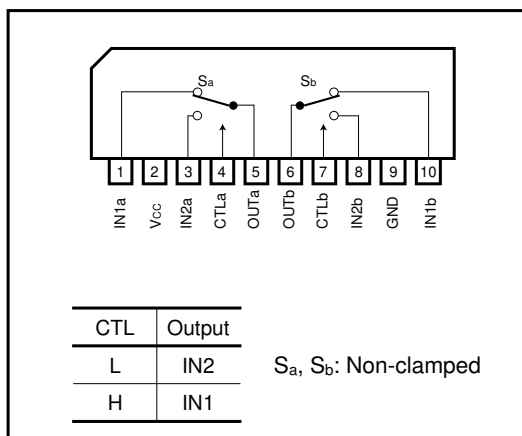 Sa Sb
1 2 3 4 5 6 7 8 9 10
IN1a VCC IN2a CTLa OUTa OUTb CTLb IN2b GND IN1b
CTL Output
L IN2
H IN1
Sa, Sb: Non-clamped